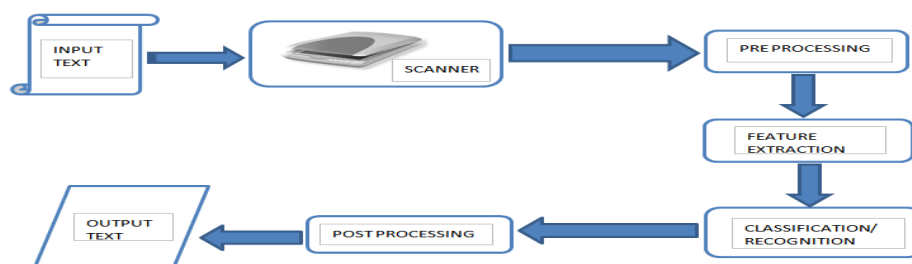 INPUT
TEXT
SCANNER
PRE PROCESSING
FEATURE
EXTRACTION
CLASSIFICATION/
RECOGNITION
POST PROCESSING
OUTPUT
TEXT